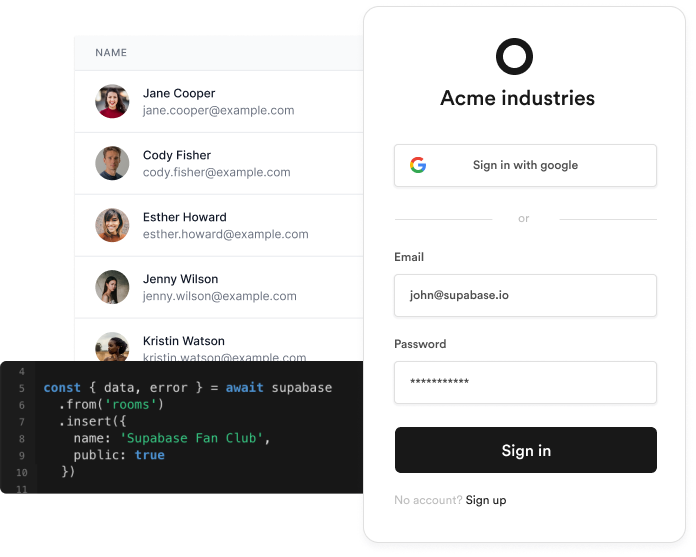 NAME
Jane Cooper
jane.cooper@example.com
Cody Fisher
cody.fisher@example.com
Esther Howard
esther.howard@example.com
Jenny Wilson
jenny.wilson@example.com
Kristin Watson
kristin.watson@example.com
4
5 const { data, error } = await supabase
6 .from('rooms')
7 .insert({
8 name: 'Supabase Fan Club',
9 public: true
10 })
11
Acme industries
Sign in with google
or
Email
john@supabase.io
Password
***********
Sign in
No account? Sign up